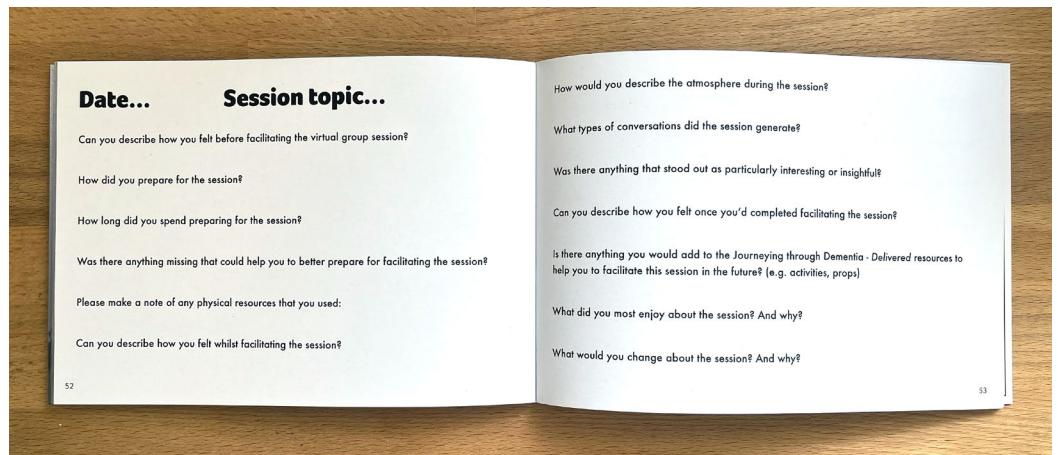 Date... Session topic...
Can you describe how you felt before facilitating the virtual group session?
How did you prepare for the session?
How long did you spend preparing for the session?
Was there anything missing that could help you to better prepare for facilitating the session?
Please make a note of any physical resources that you used:
Can you describe how you felt whilst facilitating the session?
52
How would you describe the atmosphere during the session?
What types of conversations did the session generate?
Was there anything that stood out as particularly interesting or insightful?
Can you describe how you felt once you'd completed facilitating the session?
Is there anything you would add to the Journeying through Dementia - Delivered resources to
help you to facilitate this session in the future? (e.g. activities, props)
What did you most enjoy about the session? And why?
What would you change about the session? And why?
53